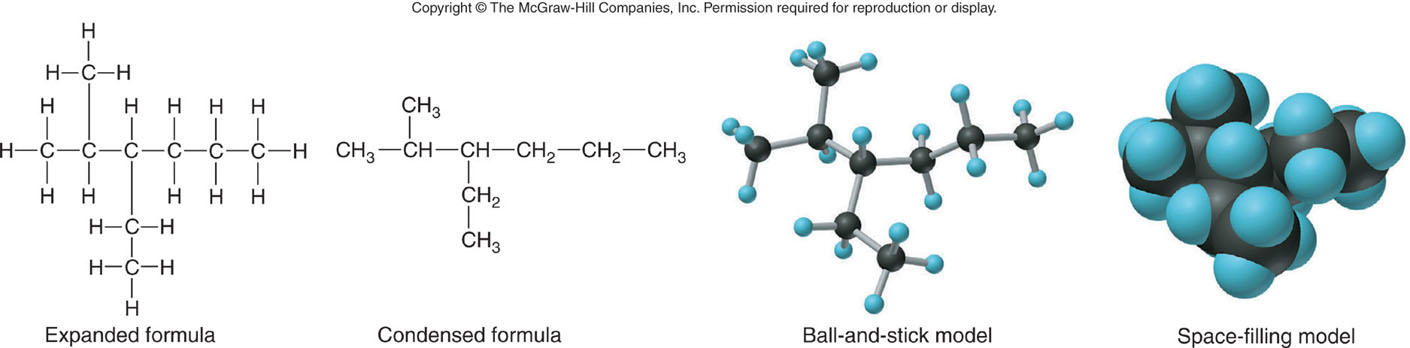 Copyright © The McGraw-Hill Companies, Inc. Permission required for reproduction or display.
H
H—C—H
H H H H H
H—C—C—C—C—C—C—H
H H H H H
H—C—H
H—C—H
H
Expanded formula
CH3
CH3—CH—CH—CH2—CH2—CH3
CH2
CH3
Condensed formula
Ball-and-stick model
Space-filling model